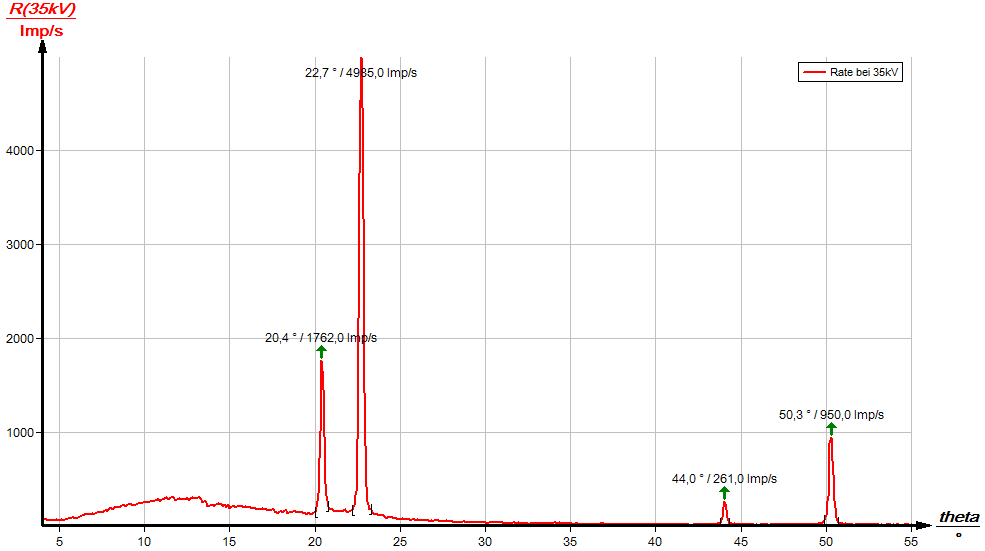 R(35kV)
Imp/s
22,7 ° / 4985,0 Imp/s
Rate bei 35kV
4000
3000
2000
20,4 ° / 1762,0 Imp/s
1000
50,3 ° / 950,0 Imp/s
44,0 ° / 261,0 Imp/s
5 10 15 20 25 30 35 40 45 50 55
theta
°